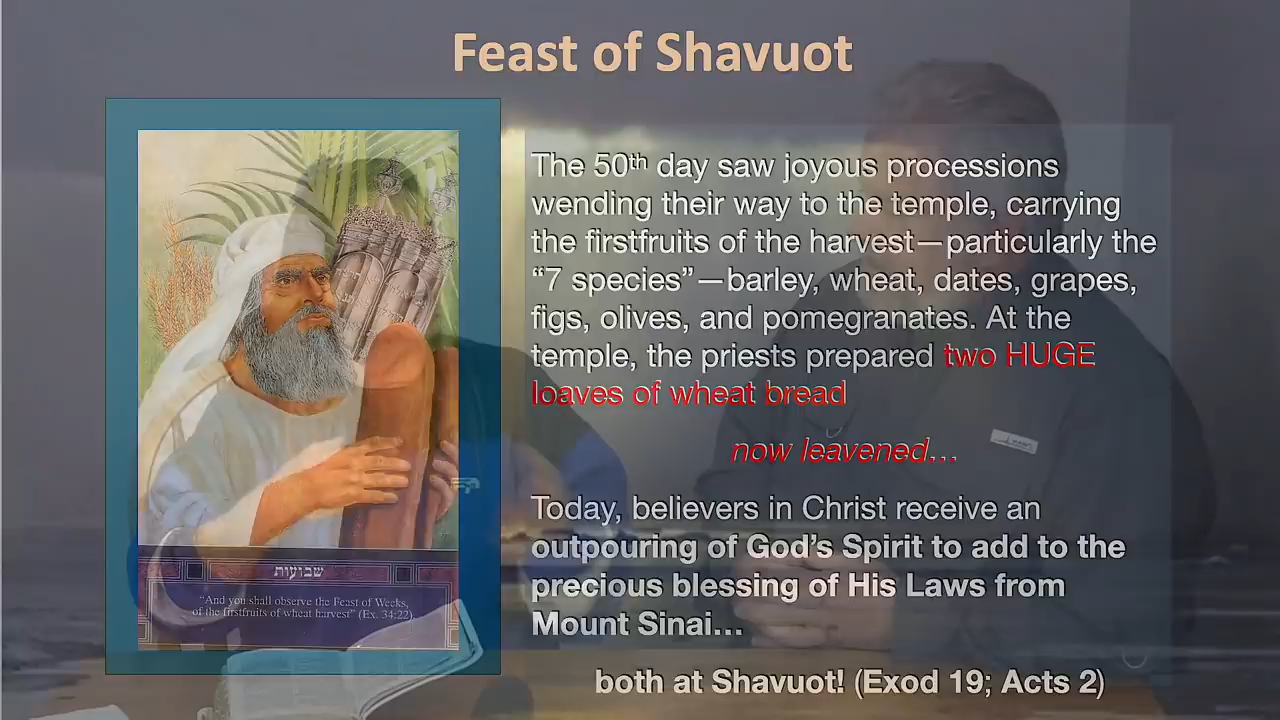 Feast of Shavuot
The 50th day saw joyous processions
wending their way to the temple, carrying
the firstfruits of the harvest—particularly the
“7 species”—barley, wheat, dates, grapes,
figs, olives, and pomegranates. At the
temple, the priests prepared two HUGE
loaves of wheat bread
now leavened…
Today, believers in Christ receive an
outpouring of God’s Spirit to add to the
precious blessing of His Laws from
Mount Sinai…
both at Shavuot! (Exod 19; Acts 2)
שבועות
“And you shall observe the Feast of Weeks,
of the firstfruits of wheat harvest” (Ex. 34:22)